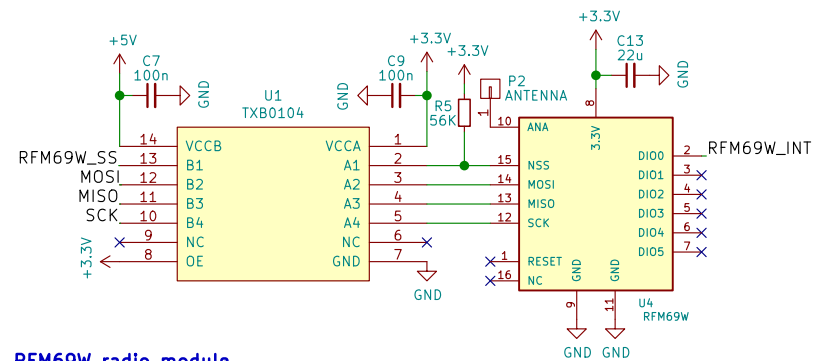 +5V
C7
100n
GND
C9
100n
GND
+3.3V
+3.3V
R5
56K
P2
ANTENNA
1
+3.3V
C13
22u
GND
U1
TXB0104
14 VCCB VCCA 1
RFM69W_SS 13 B1 A1 2
MOSI 12 B2 A2 3
MISO 11 B3 A3 4
SCK 10 B4 A4 5
9 NC NC 6
+3.3V 8 OE GND 7
GND
10 ANA
8 3.3V
15 NSS DIO0 2 RFM69W_INT
14 MOSI DIO1 3
13 MISO DIO2 4
12 SCK DIO3 5
DIO4 6
1 RESET DIO5 7
16 NC
GND GND
9 11
U4
RFM69W
GND GND
RFM69W radio module